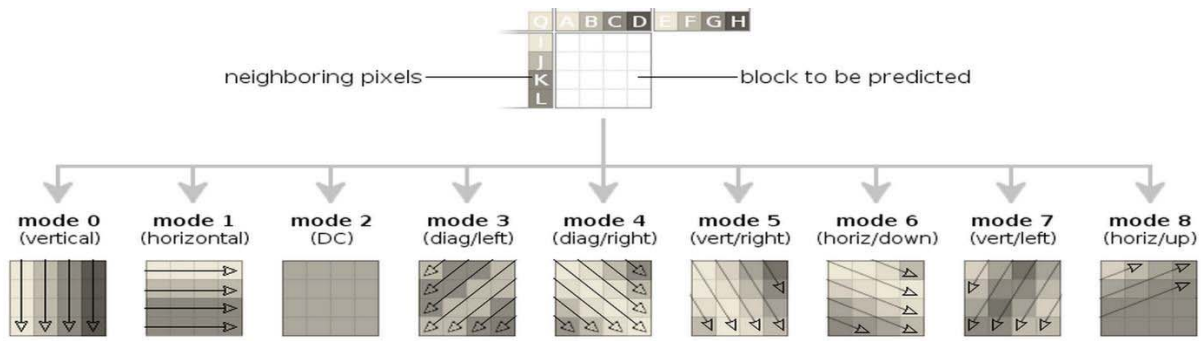 Q A B C D E F G H
I
J
K
L
neighboring pixels
block to be predicted
mode 0
(vertical)
mode 1
(horizontal)
mode 2
(DC)
mode 3
(diag/left)
mode 4
(diag/right)
mode 5
(vert/right)
mode 6
(horiz/down)
mode 7
(vert/left)
mode 8
(horiz/up)